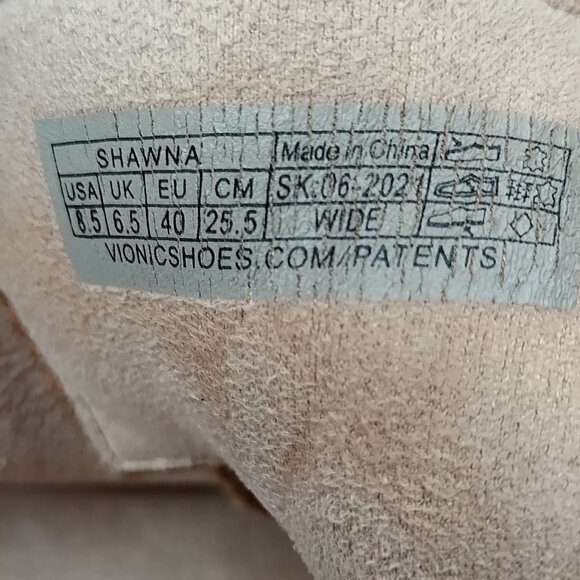 SHAWNA Made in China
USA UK EU CM SK:06-202
8.5 6.5 40 25.5 WIDE
VIONICSHOES.COM/PATENTS